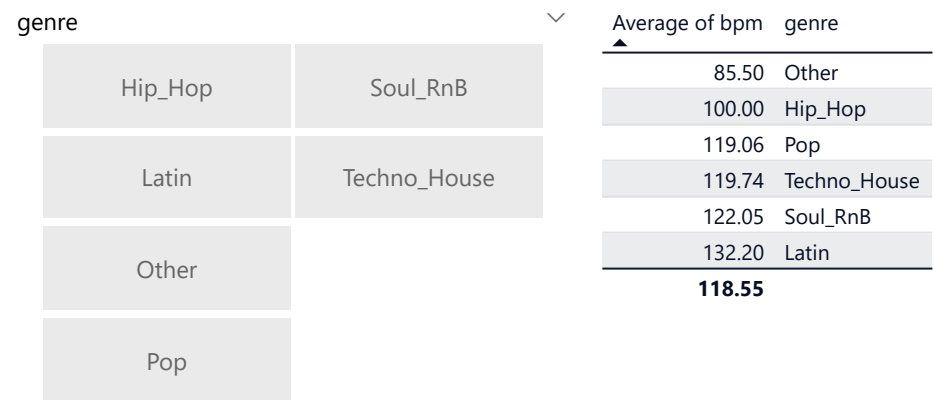 genre
Hip_Hop Soul_RnB
Latin Techno_House
Other
Pop
Average of bpm genre
85.50 Other
100.00 Hip_Hop
119.06 Pop
119.74 Techno_House
122.05 Soul_RnB
132.20 Latin
118.55